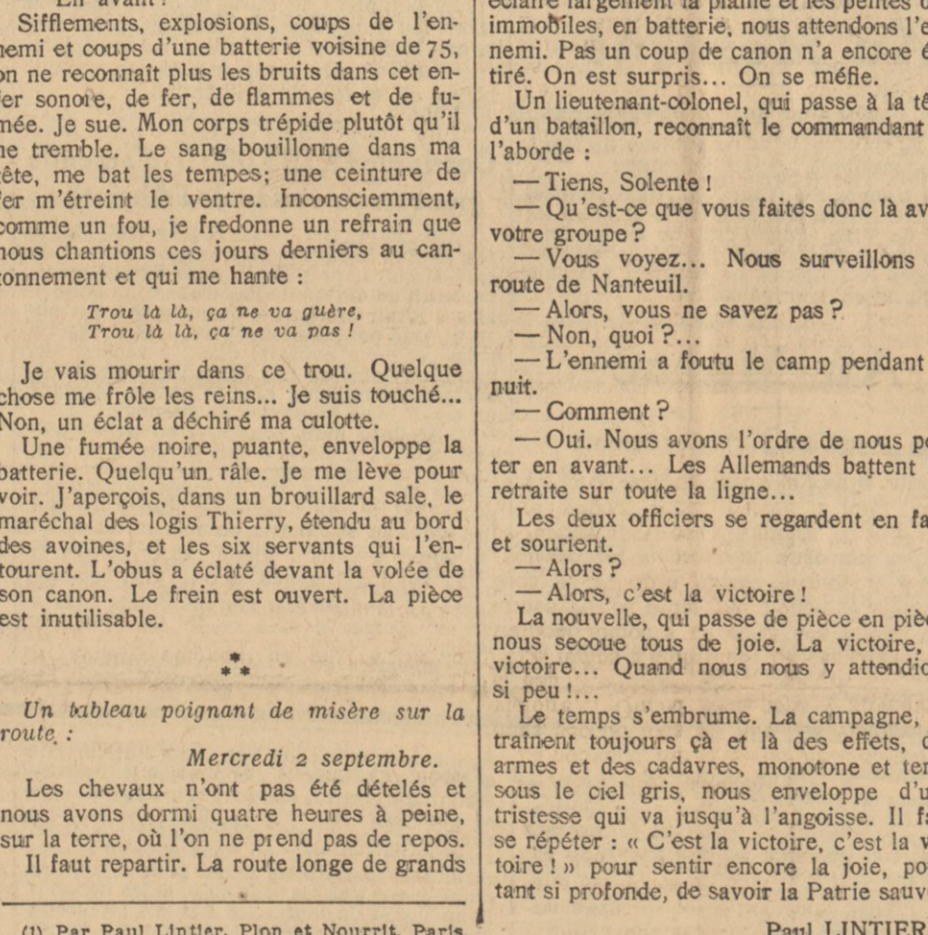 En avant !
Sifflements, explosions, coups de l'en-
nemi et coups d'une batterie voisine de 75,
on ne reconnaît plus les bruits dans cet en-
fer sonore, de fer, de flammes et de fu-
mée. Je sue. Mon corps trépide plutôt qu'il
ne tremble. Le sang bouillonne dans ma
tête, me bat les tempes; une ceinture de
fer m'étreint le ventre. Inconsciemment,
comme un fou, je fredonne un refrain que
nous chantions ces jours derniers au can-
tonnement et qui me hante :
Trou là là, ça ne va guère,
Trou là là, ça ne va pas !
Je vais mourir dans ce trou. Quelque
chose me frôle les reins... Je suis touché...
Non, un éclat a déchiré ma culotte.
Une fumée noire, puante, enveloppe la
batterie. Quelqu'un râle. Je me lève pour
voir. J'aperçois, dans un brouillard sale, le
maréchal des logis Thierry, étendu au bord
des avoines, et les six servants qui l'en-
tourent. L'obus a éclaté devant la volée de
son canon. Le frein est ouvert. La pièce
est inutilisable.
* * *
Un tableau poignant de misère sur la
route :
Mercredi 2 septembre.
Les chevaux n'ont pas été dételés et
nous avons dormi quatre heures à peine,
sur la terre, où l'on ne prend pas de repos.
Il faut repartir. La route longe de grands
(1) Par Paul Lintier, Plon et Nourrit, Paris
éclaire largement la plaine et les pentes
immobiles, en batterie, nous attendons l'e
nemi. Pas un coup de canon n'a encore é
tiré. On est surpris... On se méfie.
Un lieutenant-colonel, qui passe à la tê
d'un bataillon, reconnaît le commandant
l'aborde :
— Tiens, Solente !
— Qu'est-ce que vous faites donc là av
votre groupe ?
— Vous voyez... Nous surveillons
route de Nanteuil.
— Alors, vous ne savez pas ?
— Non, quoi ?...
— L'ennemi a foutu le camp pendant
nuit.
— Comment ?
— Oui. Nous avons l'ordre de nous po
ter en avant... Les Allemands battent
retraite sur toute la ligne...
Les deux officiers se regardent en fa
et sourient.
— Alors ?
— Alors, c'est la victoire !
La nouvelle, qui passe de pièce en piè
nous secoue tous de joie. La victoire,
victoire... Quand nous nous y attendio
si peu !...
Le temps s'embrume. La campagne,
traînent toujours çà et là des effets, d
armes et des cadavres, monotone et ter
sous le ciel gris, nous enveloppe d'u
tristesse qui va jusqu'à l'angoisse. Il fa
se répéter : « C'est la victoire, c'est la v
toire ! » pour sentir encore la joie, po
tant si profonde, de savoir la Patrie sauv
Paul LINTIER